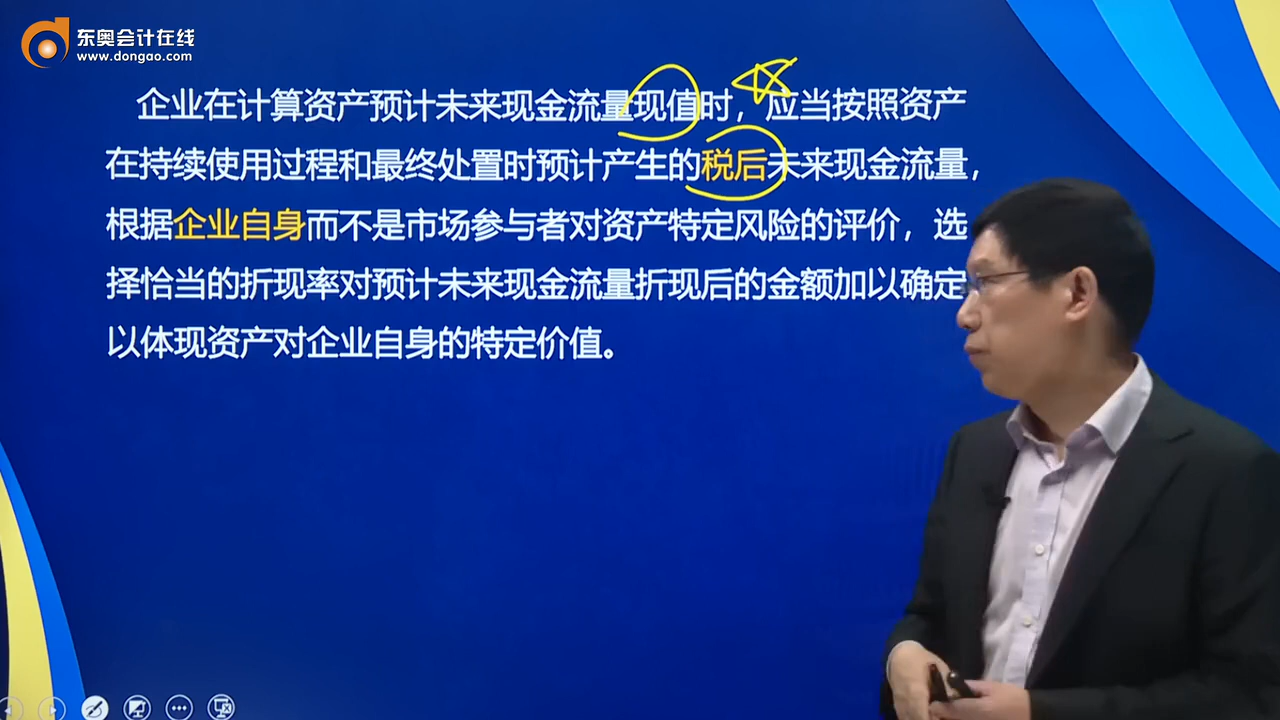 东奥会计在线
www.dongao.com
企业在计算资产预计未来现金流量现值时，应当按照资产
在持续使用过程和最终处置时预计产生的税后未来现金流量，
根据企业自身而不是市场参与者对资产特定风险的评价，选
择恰当的折现率对预计未来现金流量折现后的金额加以确定
以体现资产对企业自身的特定价值。